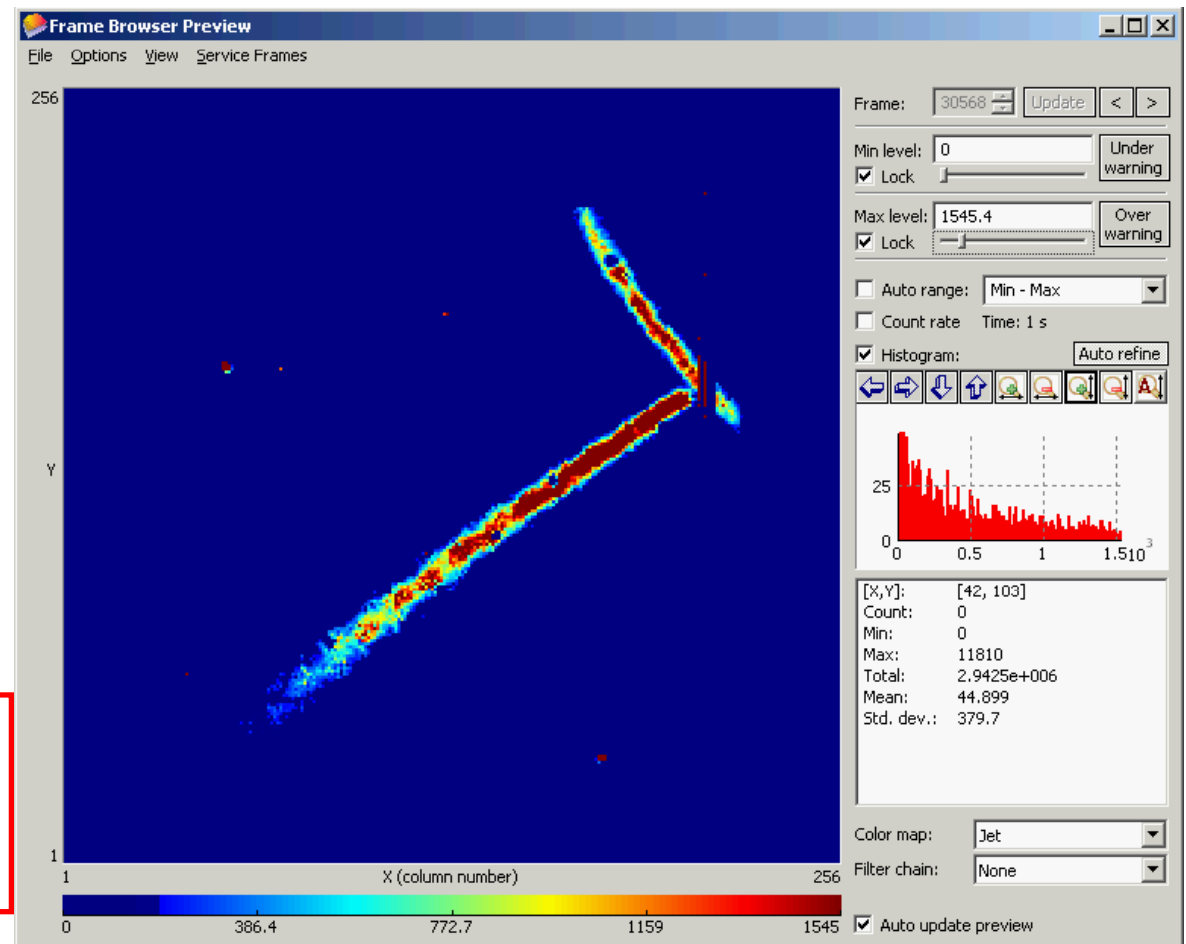 Frame Browser Preview
File Options View Service Frames
256
Y
1
1 X (column number) 256
0 386.4 772.7 1159 1545
Frame: 30568 Update < >
Min level: 0 Under warning
Lock
Max level: 1545.4 Over warning
Lock
Auto range: Min - Max
Count rate Time: 1 s
Histogram: Auto refine
A
25
0
0 0.5 1 1.5 10 3
[X,Y]: [42, 103]
Count: 0
Min: 0
Max: 11810
Total: 2.9425e+006
Mean: 44.899
Std. dev.: 379.7
Color map: Jet
Filter chain: None
Auto update preview